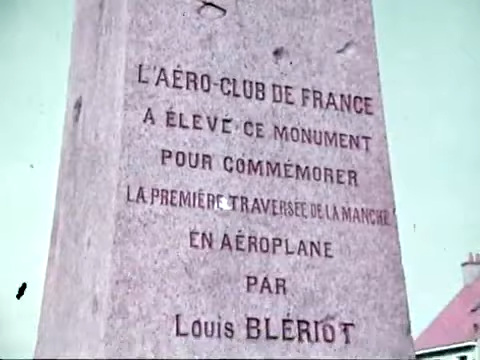 L'AÉRO-CLUB DE FRANCE
A ÉLEVÉ CE MONUMENT
POUR COMMÉMORER
LA PREMIÈRE TRAVERSÉE DE LA MANCHE
EN AÉROPLANE
PAR
LOUIS BLÉRIOT